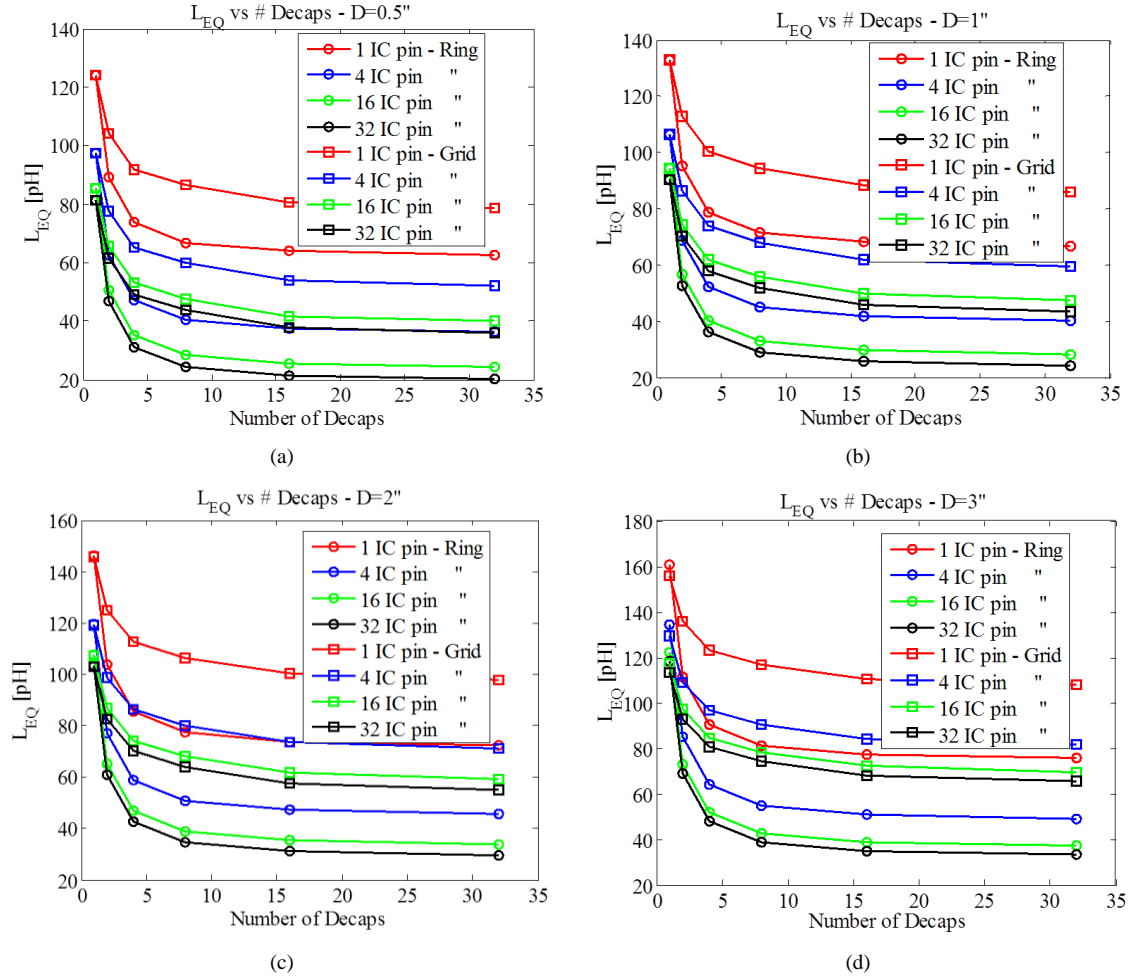 L_EQ vs # Decaps - D=0.5"
140
120
100
80
60
40
20
L_EQ [pH]
1 IC pin - Ring
4 IC pin "
16 IC pin "
32 IC pin "
1 IC pin - Grid
4 IC pin "
16 IC pin "
32 IC pin "
0 5 10 15 20 25 30 35
Number of Decaps
(a)
L_EQ vs # Decaps - D=1"
140
120
100
80
60
40
20
L_EQ [pH]
1 IC pin - Ring
4 IC pin "
16 IC pin "
32 IC pin "
1 IC pin - Grid
4 IC pin "
16 IC pin "
32 IC pin "
0 5 10 15 20 25 30 35
Number of Decaps
(b)
L_EQ vs # Decaps - D=2"
160
140
120
100
80
60
40
20
L_EQ [pH]
1 IC pin - Ring
4 IC pin "
16 IC pin "
32 IC pin "
1 IC pin - Grid
4 IC pin "
16 IC pin "
32 IC pin "
0 5 10 15 20 25 30 35
Number of Decaps
(c)
L_EQ vs # Decaps - D=3"
180
160
140
120
100
80
60
40
20
L_EQ [pH]
1 IC pin - Ring
4 IC pin "
16 IC pin "
32 IC pin "
1 IC pin - Grid
4 IC pin "
16 IC pin "
32 IC pin "
0 5 10 15 20 25 30 35
Number of Decaps
(d)